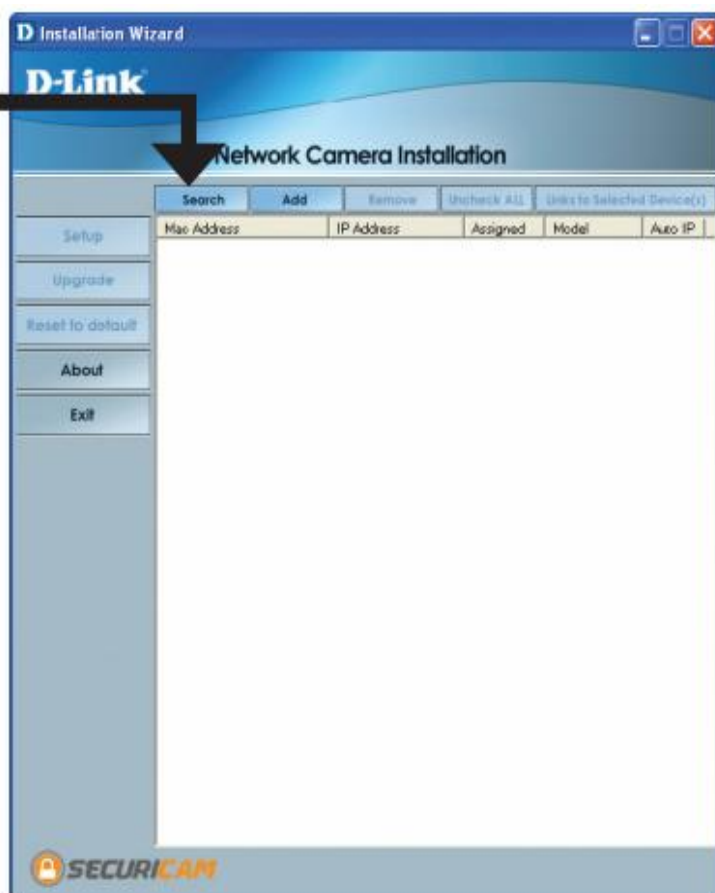 D Installation Wizard
D-Link
Network Camera Installation
Search Add Remove Uncheck ALL Links to Selected Device(s)
Mac Address IP Address Assigned Model Auto IP
Setup
Upgrade
Reset to default
About
Exit
SECURICAM